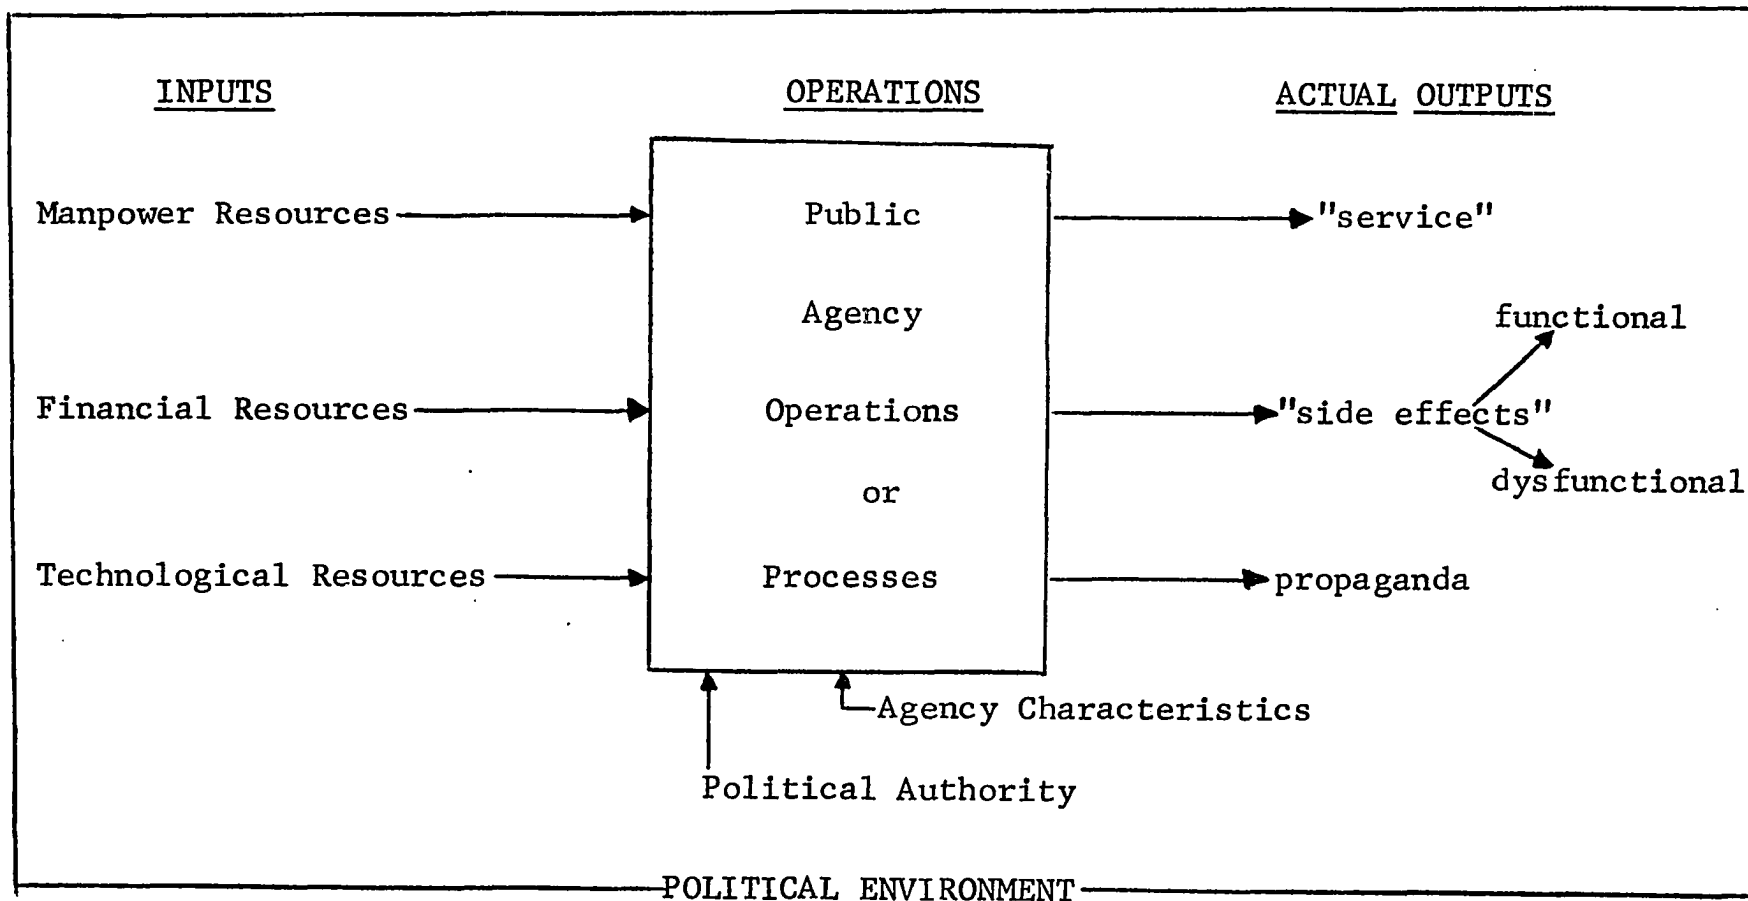 INPUTS
OPERATIONS
ACTUAL OUTPUTS
Manpower Resources
Public
"service"
Agency
functional
Financial Resources
Operations
"side effects"
or
dysfunctional
Technological Resources
Processes
propaganda
Agency Characteristics
Political Authority
POLITICAL ENVIRONMENT